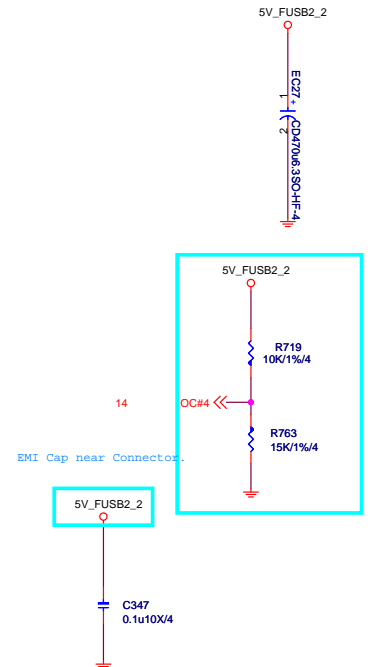 5V_FUSB2_2
EC27
+
1
2
CD470u6.3SO-HF-4
5V_FUSB2_2
R719
10K/1%/4
14
OC#4
R763
15K/1%/4
EMI Cap near Connector.
5V_FUSB2_2
C347
0.1u10X/4